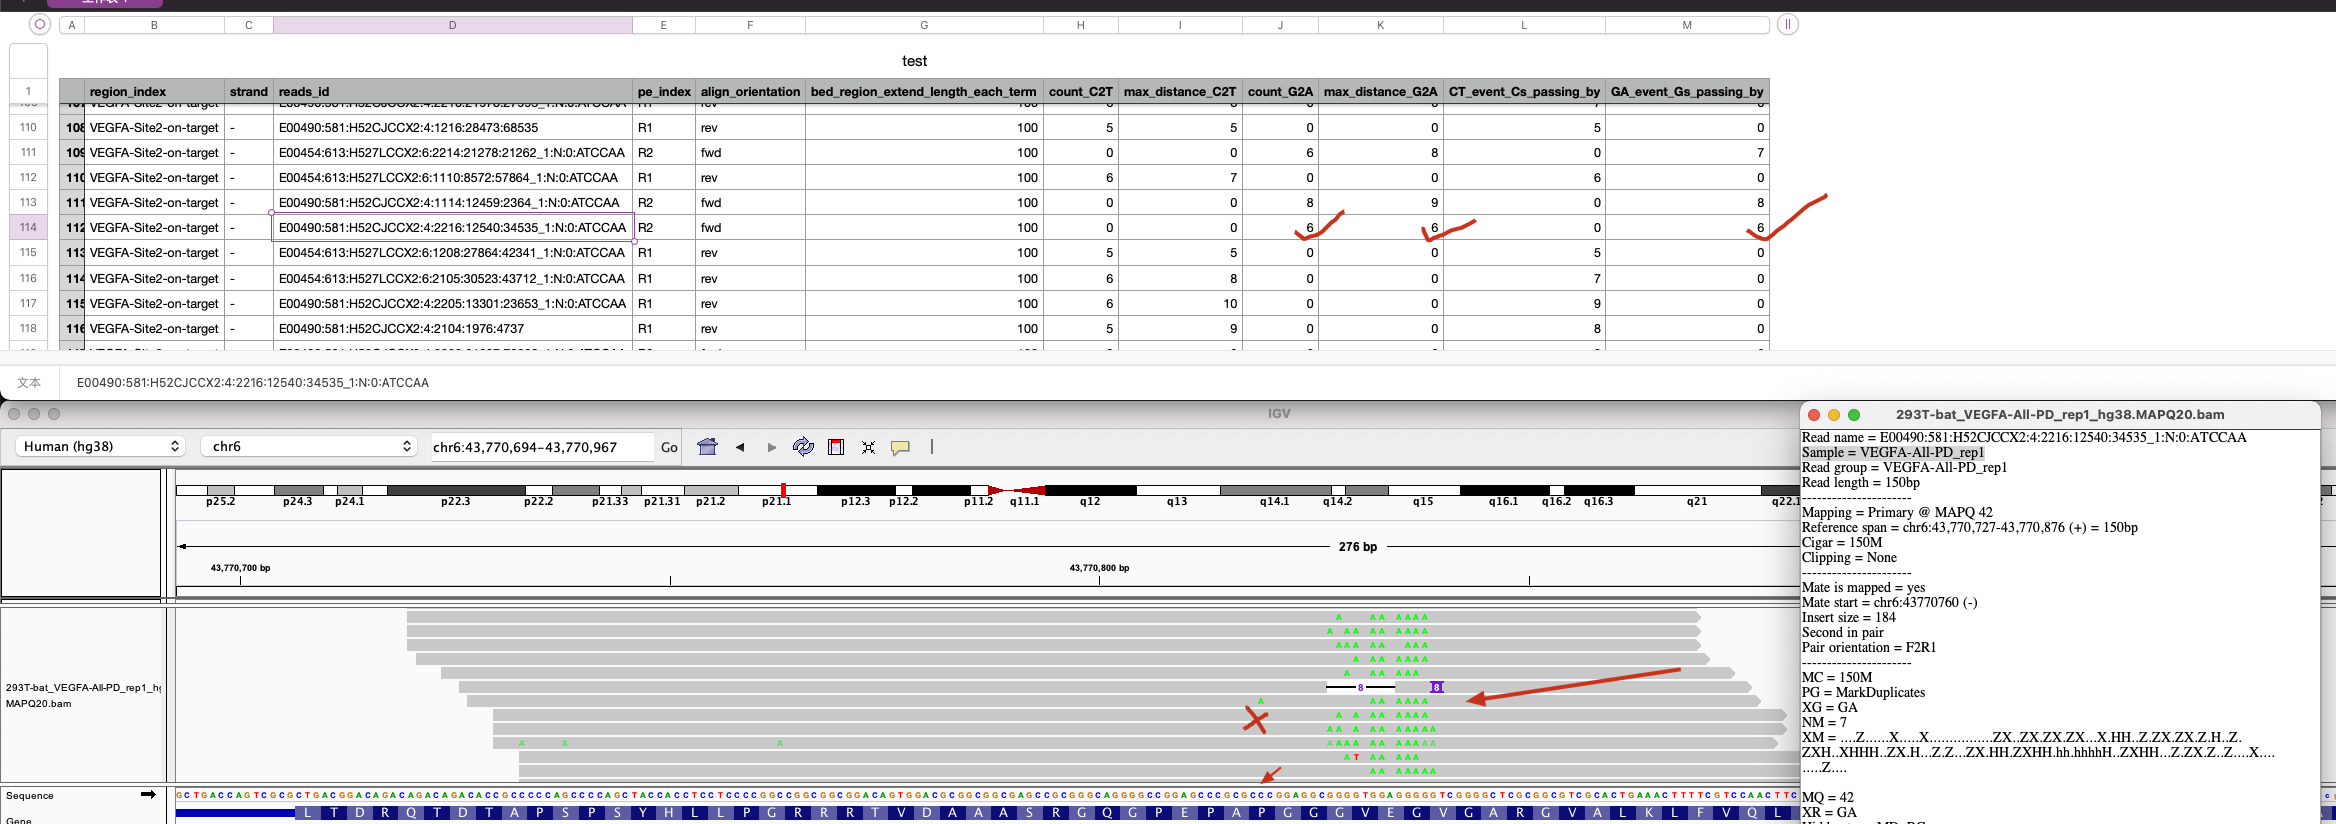 A B C D E F G H I J K L M
test
1 region_index strand reads_id pe_index align_orientation bed_region_extend_length_each_term count_C2T max_distance_C2T count_G2A max_distance_G2A CT_event_Cs_passing_by GA_event_Gs_passing_by
110 108 VEGFA-Site2-on-target - E00490:581:H52CJCCX2:4:1216:28473:68535 R1 rev 100 5 5 0 0 5 0
111 109 VEGFA-Site2-on-target - E00454:613:H527LCCX2:6:2214:21278:21262_1:N:0:ATCCAA R2 fwd 100 0 0 6 8 0 7
112 110 VEGFA-Site2-on-target - E00454:613:H527LCCX2:6:1110:8572:57864_1:N:0:ATCCAA R1 rev 100 6 7 0 0 6 0
113 111 VEGFA-Site2-on-target - E00490:581:H52CJCCX2:4:1114:12459:2364_1:N:0:ATCCAA R2 fwd 100 0 0 8 9 0 8
114 112 VEGFA-Site2-on-target - E00490:581:H52CJCCX2:4:2216:12540:34535_1:N:0:ATCCAA R2 fwd 100 0 0 6 6 0 6
115 113 VEGFA-Site2-on-target - E00454:613:H527LCCX2:6:1208:27864:42341_1:N:0:ATCCAA R1 rev 100 5 5 0 0 5 0
116 114 VEGFA-Site2-on-target - E00454:613:H527LCCX2:6:2105:30523:43712_1:N:0:ATCCAA R1 rev 100 6 8 0 0 7 0
117 115 VEGFA-Site2-on-target - E00490:581:H52CJCCX2:4:2205:13301:23653_1:N:0:ATCCAA R1 rev 100 6 10 0 0 9 0
118 116 VEGFA-Site2-on-target - E00490:581:H52CJCCX2:4:2104:1976:4737 R1 rev 100 5 9 0 0 8 0
文本 E00490:581:H52CJCCX2:4:2216:12540:34535_1:N:0:ATCCAA
IGV
Human (hg38) chr6 chr6:43,770,694-43,770,967 Go
p25.2 p24.3 p24.1 p22.3 p22.2 p21.33 p21.31 p21.2 p21.1 p12.3 p12.2 p11.2 q11.1 q12 q13 q14.1 q14.2 q15 q16.1 q16.2 q16.3 q21 q22.1
276 bp
43,770,700 bp 43,770,800 bp
293T-bat_VEGFA-All-PD_rep1_hg
MAPQ20.bam
8 8
Sequence
Gene
L T D R Q T D T A P S P S Y H L L P G R R R T V D A A A S R G Q G P E P A P G G G V E G V G A R G V A L K L F V Q L
293T-bat_VEGFA-All-PD_rep1_hg38.MAPQ20.bam
Read name = E00490:581:H52CJCCX2:4:2216:12540:34535_1:N:0:ATCCAA
Sample = VEGFA-All-PD_rep1
Read group = VEGFA-All-PD_rep1
Read length = 150bp
----------------------
Mapping = Primary @ MAPQ 42
Reference span = chr6:43,770,727-43,770,876 (+) = 150bp
Cigar = 150M
Clipping = None
----------------------
Mate is mapped = yes
Mate start = chr6:43770760 (-)
Insert size = 184
Second in pair
Pair orientation = F2R1
----------------------
MC = 150M
PG = MarkDuplicates
XG = GA
NM = 7
XM = ....Z......X.....X.................ZX..ZX.ZX.ZX...X.HH..Z.ZX.ZX.Z.H..Z.
ZXH..XHHH..ZX.H...Z.Z...ZX.HH.ZXHH.hh.hhhhH..ZXHH...Z.ZX.Z..Z....X....
.....Z....
MQ = 42
XR = GA